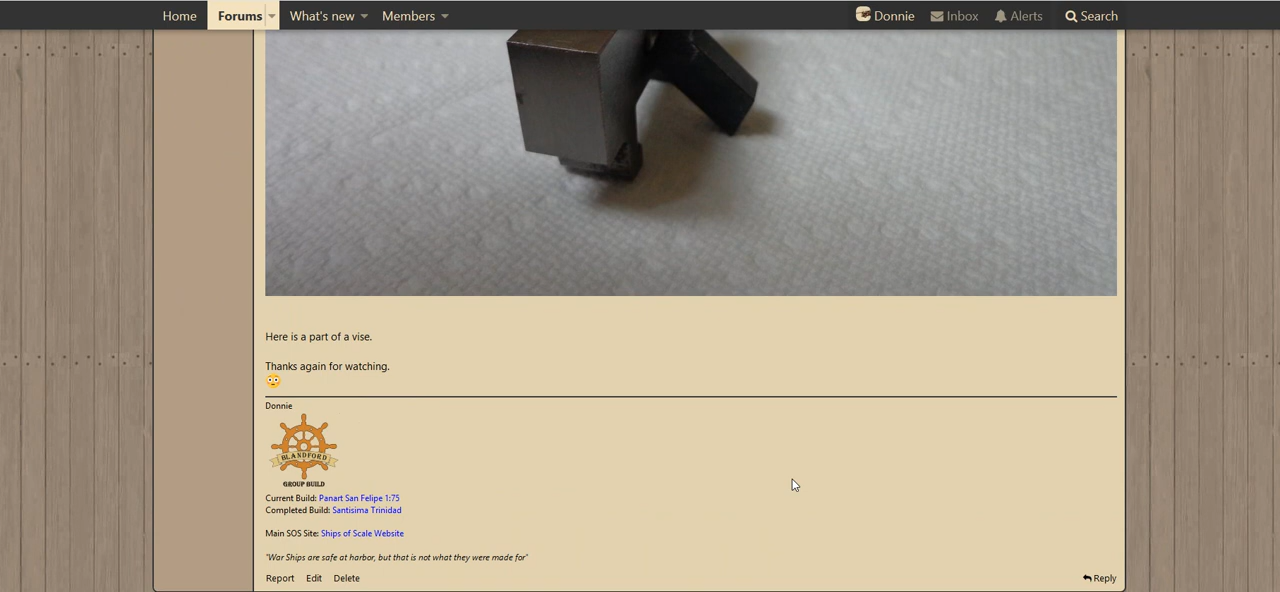 Home Forums What's new Members Donnie Inbox Alerts Search
Here is a part of a vise.
Thanks again for watching.
Donnie
BLANDFORD
GROUP BUILD
Current Build: Panart San Felipe 1:75
Completed Build: Santisima Trinidad
Main SOS Site: Ships of Scale Website
"War Ships are safe at harbor, but that is not what they were made for"
Report Edit Delete Reply